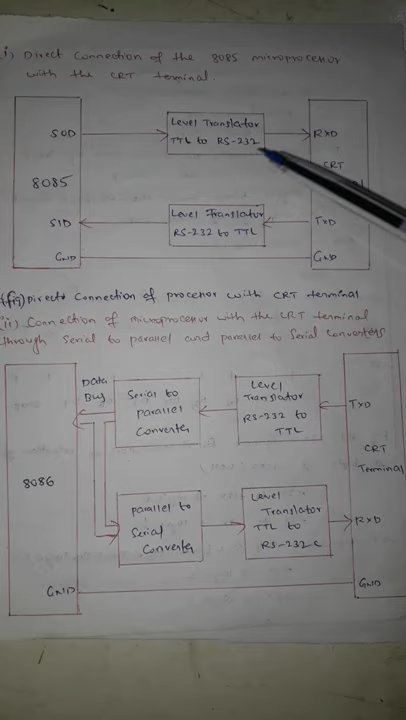 i) Direct Connection of the 8085 microprocessor
with the CRT terminal.
SOD
Level Translator
TTL to RS-232
RXD
CRT
8085
SID
Level Translator
RS-232 to TTL
TXD
GND
GND
(fig) Direct Connection of processor with CRT terminal
(ii) Connection of microprocessor with the CRT terminal
through Serial to parallel and parallel to Serial Converters
Data
Bus
Serial to
parallel
Converter
Level
Translator
RS-232 to
TTL
TXD
CRT
Terminal
8086
parallel to
Serial
Converter
Level
Translator
TTL to
RS-232C
RXD
GND
GND